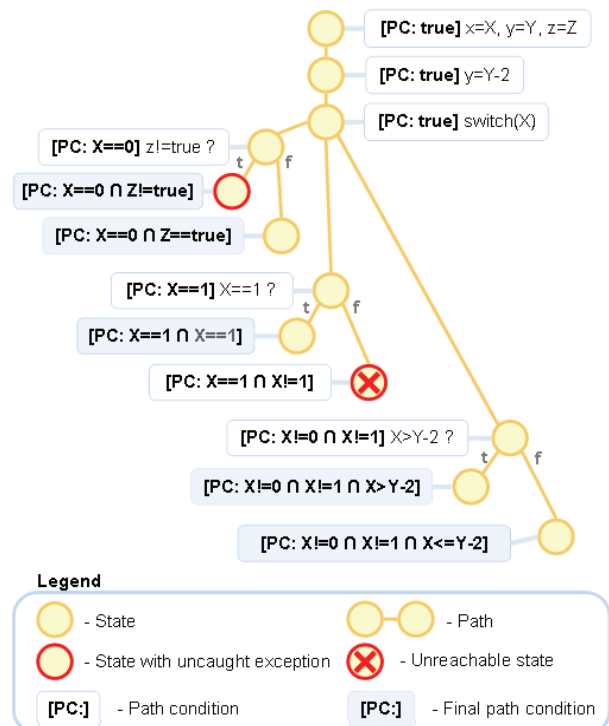 [PC: true] x=X, y=Y, z=Z
[PC: true] y=Y-2
[PC: true] switch(X)
[PC: X==0] z!=true ?
t
f
[PC: X==0 ∩ Z!=true]
[PC: X==0 ∩ Z==true]
[PC: X==1] X==1 ?
t
f
[PC: X==1 ∩ X==1]
[PC: X==1 ∩ X!=1]
[PC: X!=0 ∩ X!=1] X>Y-2 ?
t
f
[PC: X!=0 ∩ X!=1 ∩ X>Y-2]
[PC: X!=0 ∩ X!=1 ∩ X<=Y-2]
Legend
- State
- Path
- State with uncaught exception
- Unreachable state
[PC:] - Path condition
[PC:] - Final path condition